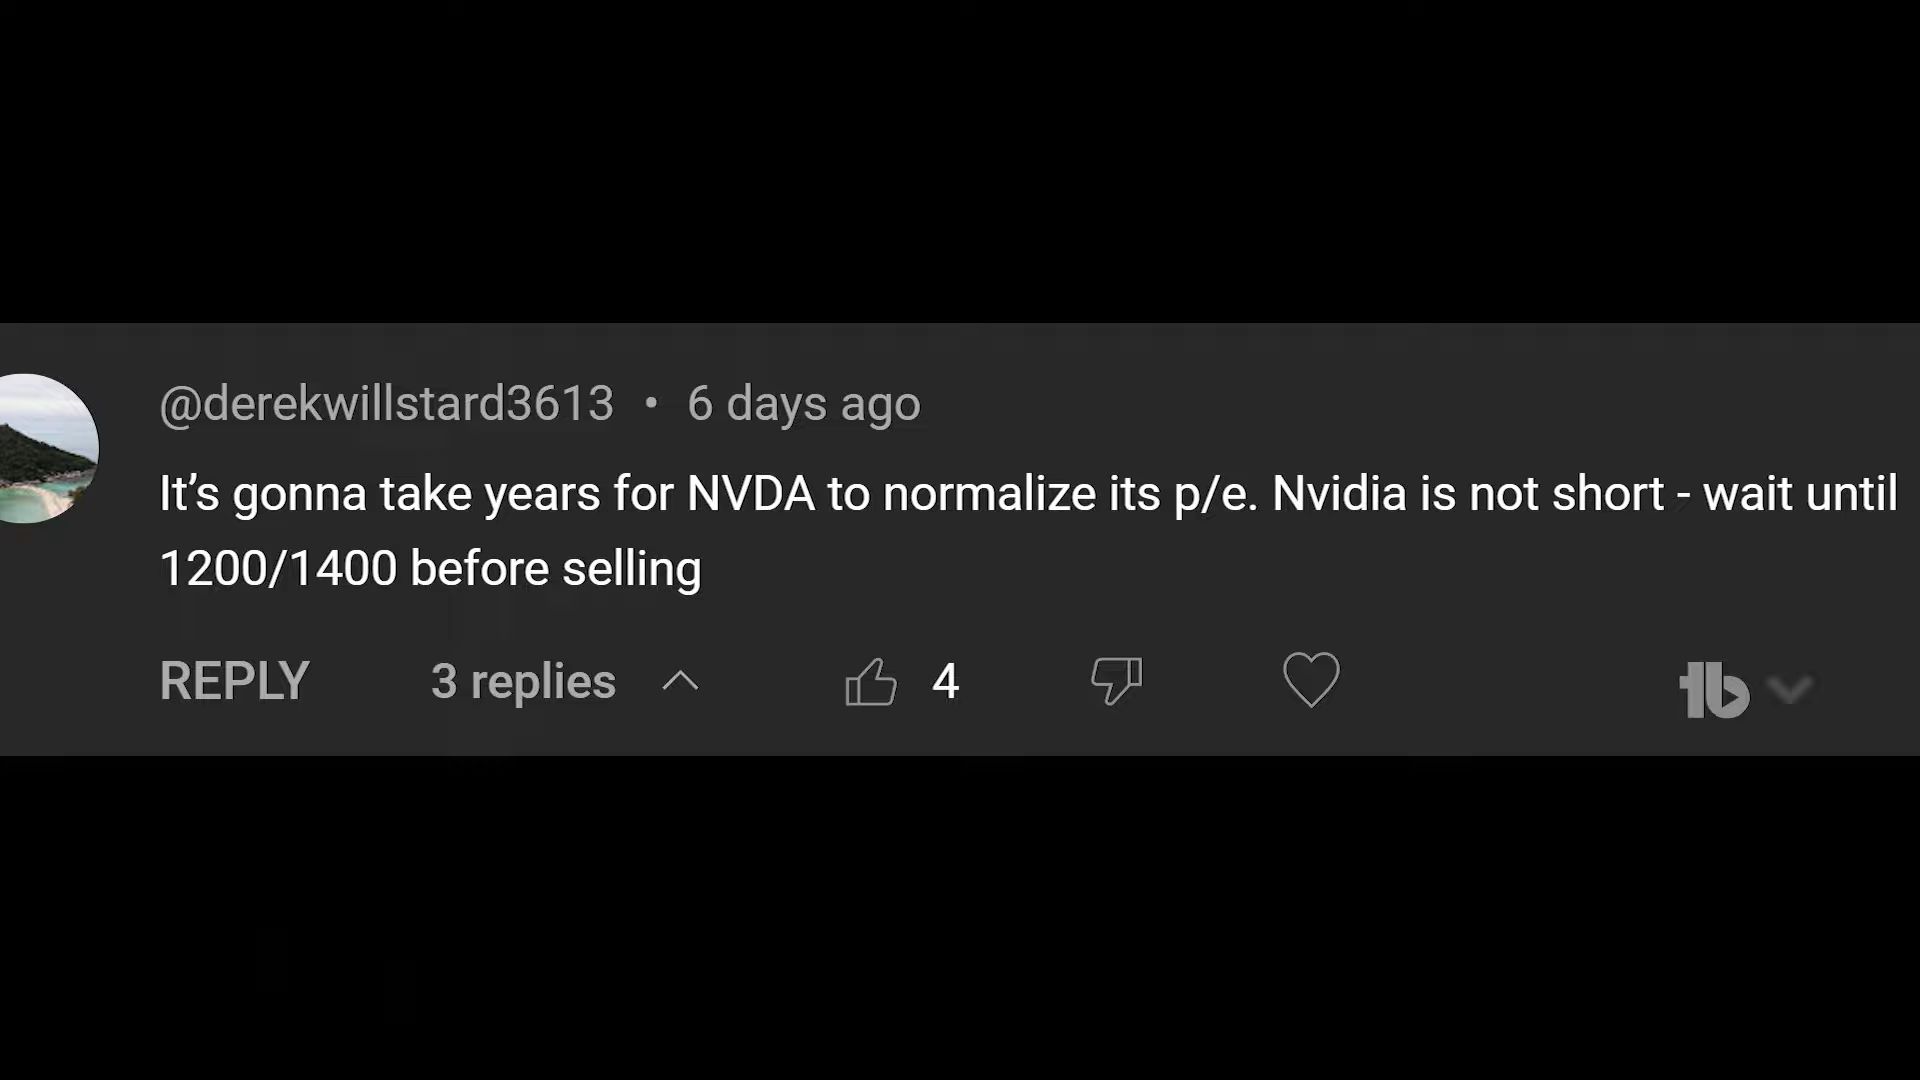 @derekwillstard3613 • 6 days ago
It’s gonna take years for NVDA to normalize its p/e. Nvidia is not short - wait until
1200/1400 before selling
REPLY 3 replies 4
tb